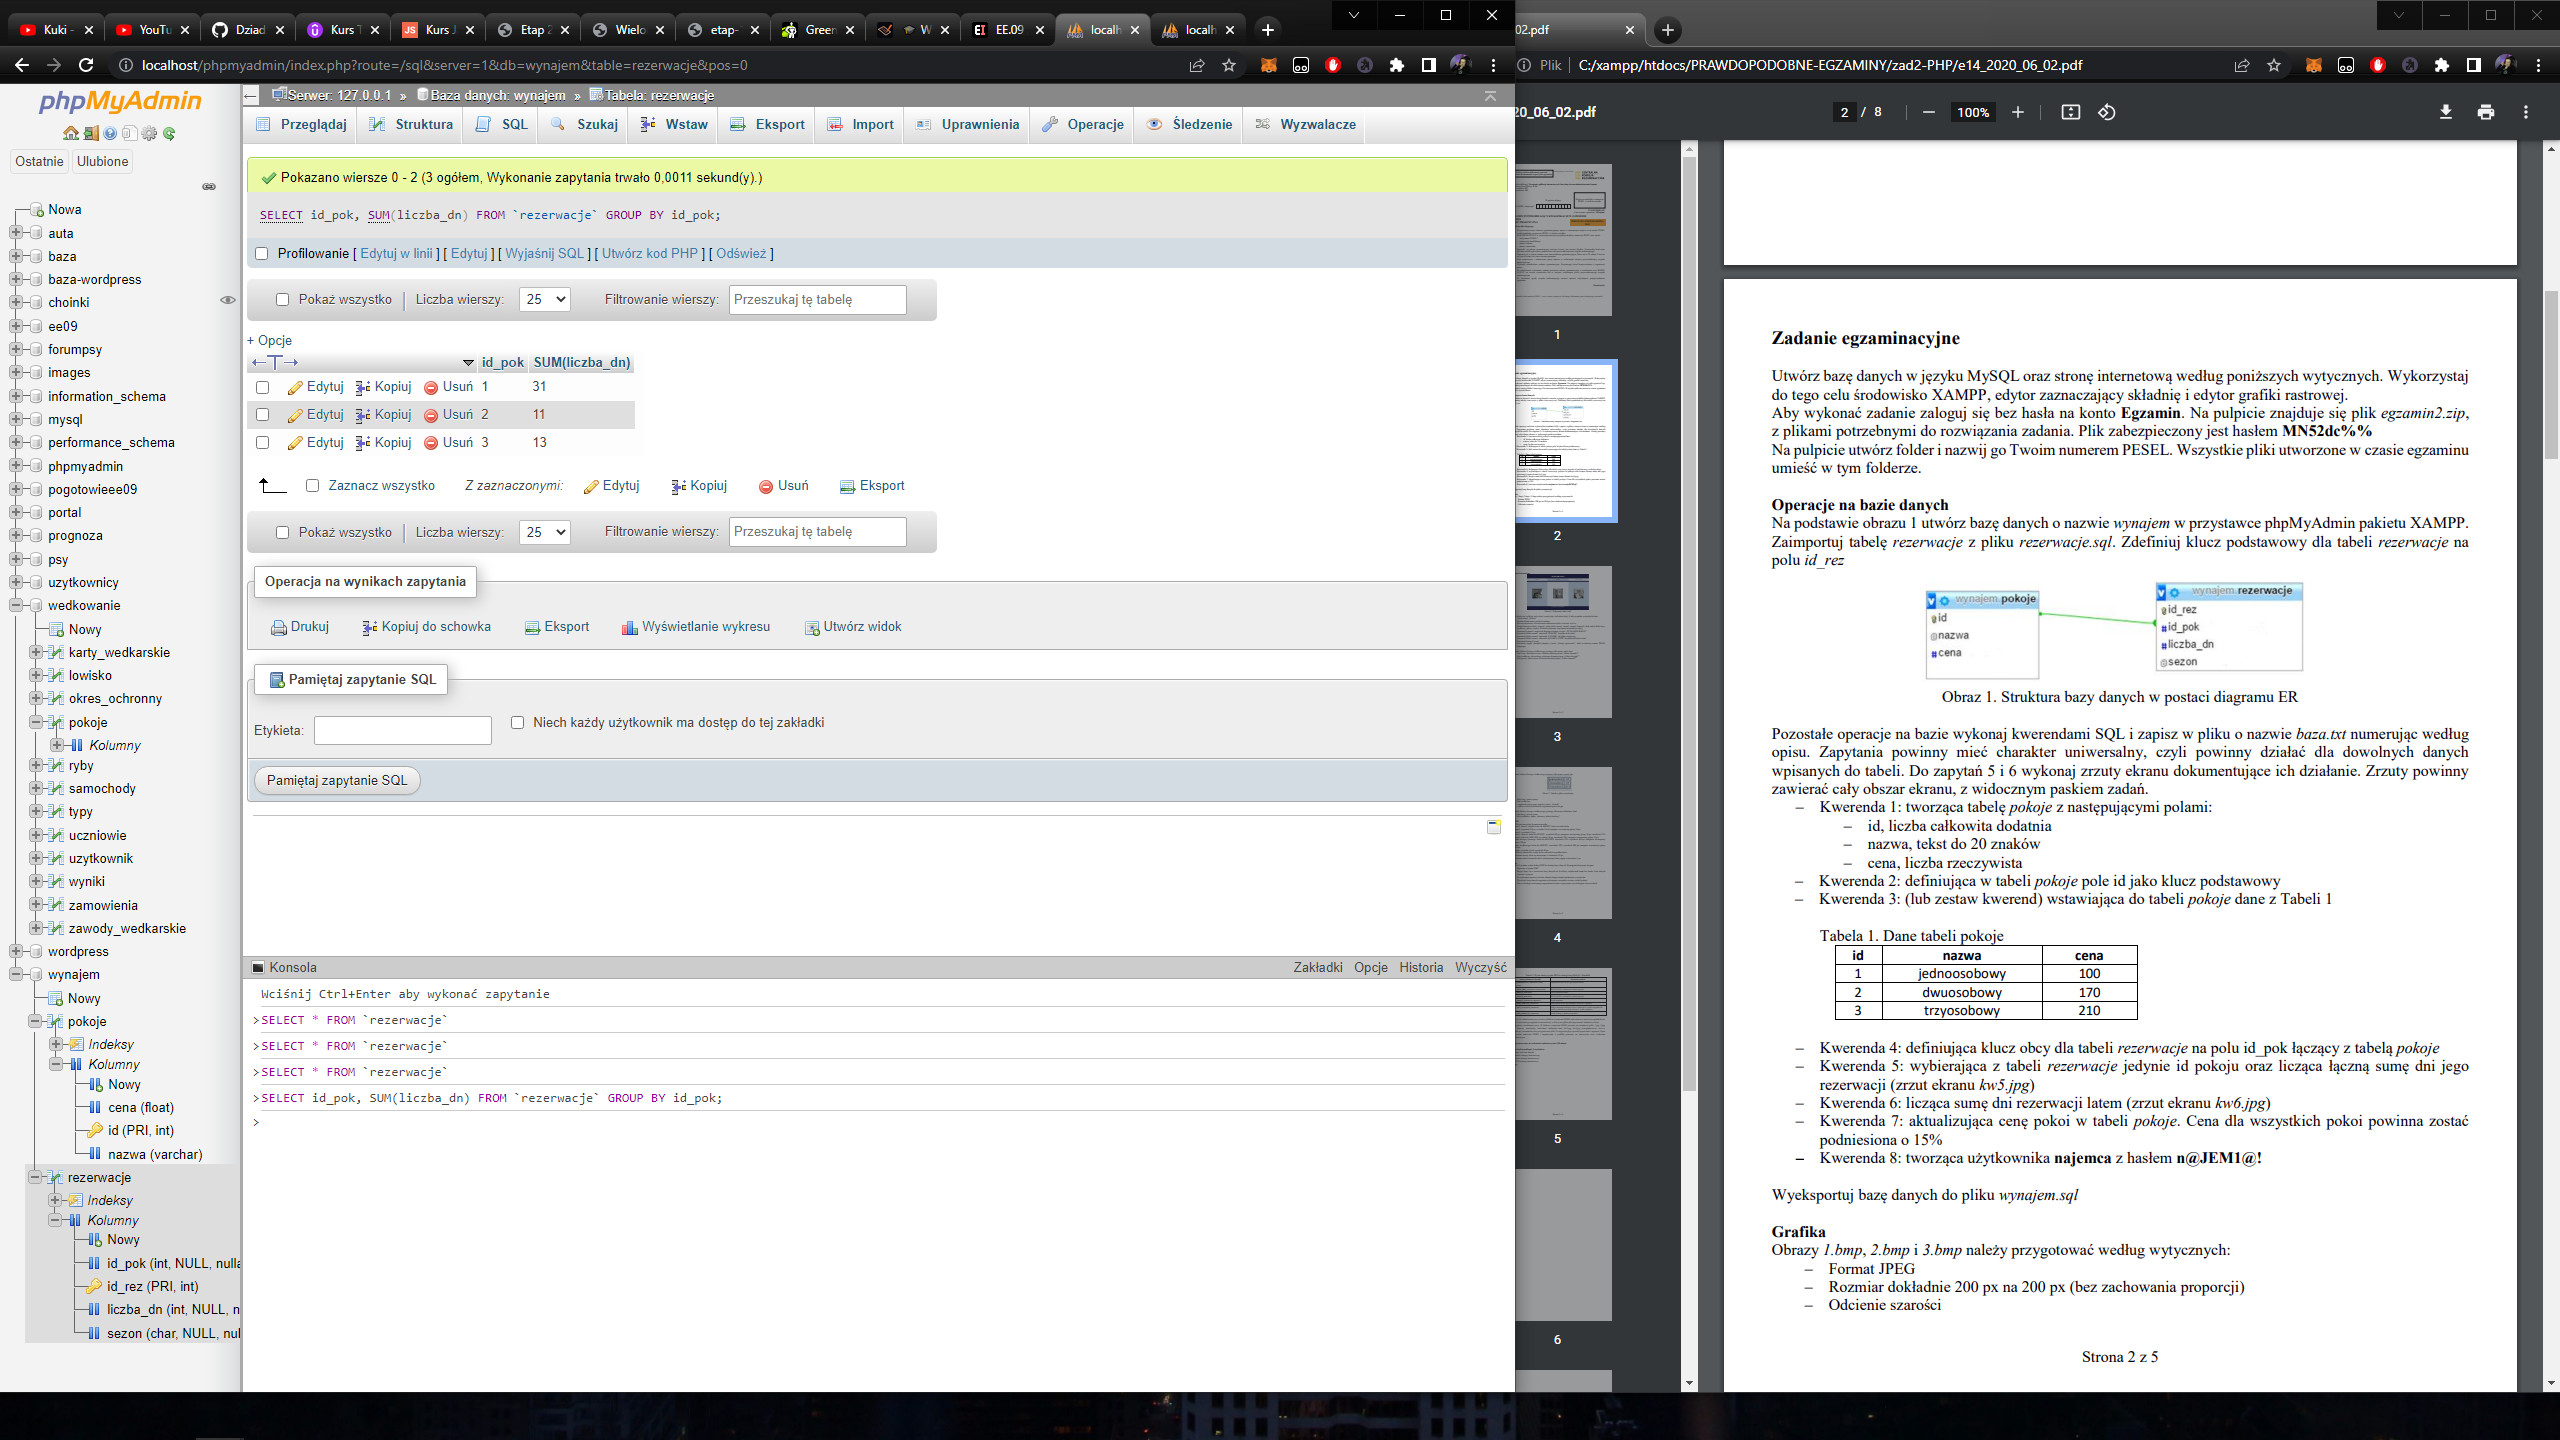 Kuki -
YouTu
Dziad
Kurs T
Kurs J
Etap 2
Wielo
etap-
Green
W
EE.09
localh
localh
localhost/phpmyadmin/index.php?route=/sql&server=1&db=wynajem&table=rezerwacje&pos=0
phpMyAdmin
Ostatnie Ulubione
Nowa
auta
baza
baza-wordpress
choinki
ee09
forumpsy
images
information_schema
mysql
performance_schema
phpmyadmin
pogotowieee09
portal
prognoza
psy
uzytkownicy
wedkowanie
Nowy
karty_wedkarskie
lowisko
okres_ochronny
pokoje
Kolumny
ryby
samochody
typy
uczniowie
uzytkownik
wyniki
zamowienia
zawody_wedkarskie
wordpress
wynajem
Nowy
pokoje
Indeksy
Kolumny
Nowy
cena (float)
id (PRI, int)
nazwa (varchar)
rezerwacje
Indeksy
Kolumny
Nowy
id_pok (int, NULL, nulla
id_rez (PRI, int)
liczba_dn (int, NULL, n
sezon (char, NULL, nul
Serwer: 127.0.0.1 » Baza danych: wynajem » Tabela: rezerwacje
Przeglądaj Struktura SQL Szukaj Wstaw Eksport Import Uprawnienia Operacje Śledzenie Wyzwalacze
Pokazano wiersze 0 - 2 (3 ogółem, Wykonanie zapytania trwało 0,0011 sekund(y).)
SELECT id_pok, SUM(liczba_dn) FROM `rezerwacje` GROUP BY id_pok;
Profilowanie [ Edytuj w linii ] [ Edytuj ] [ Wyjaśnij SQL ] [ Utwórz kod PHP ] [ Odśwież ]
Pokaż wszystko | Liczba wierszy: 25 Filtrowanie wierszy: Przeszukaj tę tabelę
+ Opcje
←T→ id_pok SUM(liczba_dn)
Edytuj Kopiuj Usuń 1 31
Edytuj Kopiuj Usuń 2 11
Edytuj Kopiuj Usuń 3 13
Zaznacz wszystko Z zaznaczonymi: Edytuj Kopiuj Usuń Eksport
Pokaż wszystko | Liczba wierszy: 25 Filtrowanie wierszy: Przeszukaj tę tabelę
Operacja na wynikach zapytania
Drukuj Kopiuj do schowka Eksport Wyświetlanie wykresu Utwórz widok
Pamiętaj zapytanie SQL
Etykieta: Niech każdy użytkownik ma dostęp do tej zakładki
Pamiętaj zapytanie SQL
Konsola Zakładki Opcje Historia Wyczyść
Wciśnij Ctrl+Enter aby wykonać zapytanie
>SELECT * FROM `rezerwacje`
>SELECT * FROM `rezerwacje`
>SELECT * FROM `rezerwacje`
>SELECT id_pok, SUM(liczba_dn) FROM `rezerwacje` GROUP BY id_pok;
>
02.pdf
Plik | C:/xampp/htdocs/PRAWDOPODOBNE-EGZAMINY/zad2-PHP/e14_2020_06_02.pdf
20_06_02.pdf 2 / 8 100%
1
2
3
4
5
6
Zadanie egzaminacyjne
Utwórz bazę danych w języku MySQL oraz stronę internetową według poniższych wytycznych. Wykorzystaj
do tego celu środowisko XAMPP, edytor zaznaczający składnię i edytor grafiki rastrowej.
Aby wykonać zadanie zaloguj się bez hasła na konto Egzamin. Na pulpicie znajduje się plik egzamin2.zip,
z plikami potrzebnymi do rozwiązania zadania. Plik zabezpieczony jest hasłem MN52dc%%
Na pulpicie utwórz folder i nazwij go Twoim numerem PESEL. Wszystkie pliki utworzone w czasie egzaminu
umieść w tym folderze.
Operacje na bazie danych
Na podstawie obrazu 1 utwórz bazę danych o nazwie wynajem w przystawce phpMyAdmin pakietu XAMPP.
Zaimportuj tabelę rezerwacje z pliku rezerwacje.sql. Zdefiniuj klucz podstawowy dla tabeli rezerwacje na
polu id_rez
wynajem pokoje
id
nazwa
cena
wynajem rezerwacje
id_rez
id_pok
liczba_dn
sezon
Obraz 1. Struktura bazy danych w postaci diagramu ER
Pozostałe operacje na bazie wykonaj kwerendami SQL i zapisz w pliku o nazwie baza.txt numerując według
opisu. Zapytania powinny mieć charakter uniwersalny, czyli powinny działać dla dowolnych danych
wpisanych do tabeli. Do zapytań 5 i 6 wykonaj zrzuty ekranu dokumentujące ich działanie. Zrzuty powinny
zawierać cały obszar ekranu, z widocznym paskiem zadań.
– Kwerenda 1: tworząca tabelę pokoje z następującymi polami:
– id, liczba całkowita dodatnia
– nazwa, tekst do 20 znaków
– cena, liczba rzeczywista
– Kwerenda 2: definiująca w tabeli pokoje pole id jako klucz podstawowy
– Kwerenda 3: (lub zestaw kwerend) wstawiająca do tabeli pokoje dane z Tabeli 1
Tabela 1. Dane tabeli pokoje
id nazwa cena
1 jednoosobowy 100
2 dwuosobowy 170
3 trzyosobowy 210
– Kwerenda 4: definiująca klucz obcy dla tabeli rezerwacje na polu id_pok łączący z tabelą pokoje
– Kwerenda 5: wybierająca z tabeli rezerwacje jedynie id pokoju oraz licząca łączną sumę dni jego
rezerwacji (zrzut ekranu kw5.jpg)
– Kwerenda 6: licząca sumę dni rezerwacji latem (zrzut ekranu kw6.jpg)
– Kwerenda 7: aktualizująca cenę pokoi w tabeli pokoje. Cena dla wszystkich pokoi powinna zostać
podniesiona o 15%
– Kwerenda 8: tworząca użytkownika najemca z hasłem n@JEM1@!
Wyeksportuj bazę danych do pliku wynajem.sql
Grafika
Obrazy 1.bmp, 2.bmp i 3.bmp należy przygotować według wytycznych:
– Format JPEG
– Rozmiar dokładnie 200 px na 200 px (bez zachowania proporcji)
– Odcienie szarości
Strona 2 z 5